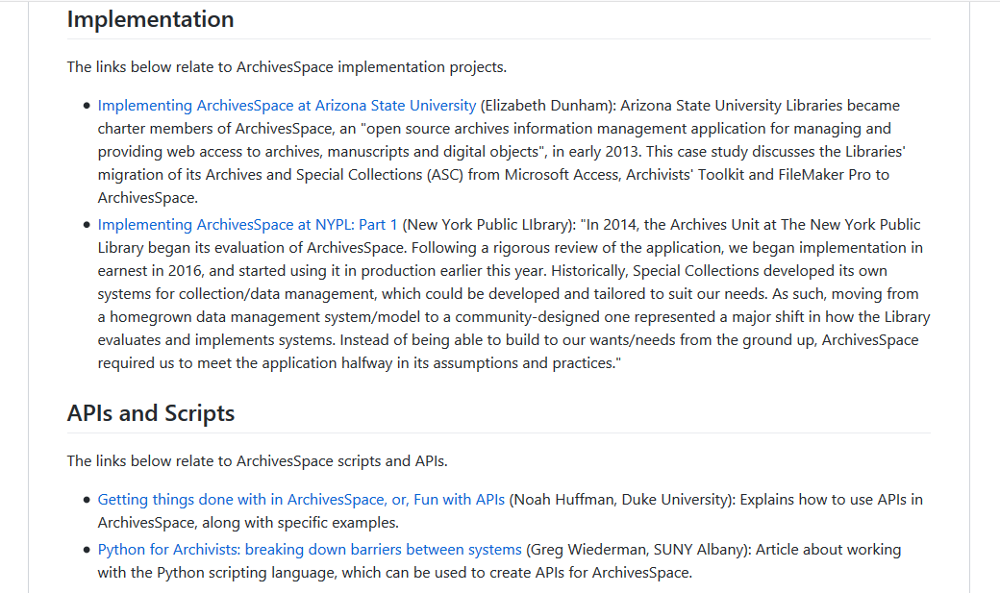 Implementation
The links below relate to ArchivesSpace implementation projects.
• Implementing ArchivesSpace at Arizona State University (Elizabeth Dunham): Arizona State University Libraries became
charter members of ArchivesSpace, an "open source archives information management application for managing and
providing web access to archives, manuscripts and digital objects", in early 2013. This case study discusses the Libraries'
migration of its Archives and Special Collections (ASC) from Microsoft Access, Archivists' Toolkit and FileMaker Pro to
ArchivesSpace.
• Implementing ArchivesSpace at NYPL: Part 1 (New York Public LIbrary): "In 2014, the Archives Unit at The New York Public
Library began its evaluation of ArchivesSpace. Following a rigorous review of the application, we began implementation in
earnest in 2016, and started using it in production earlier this year. Historically, Special Collections developed its own
systems for collection/data management, which could be developed and tailored to suit our needs. As such, moving from
a homegrown data management system/model to a community-designed one represented a major shift in how the Library
evaluates and implements systems. Instead of being able to build to our wants/needs from the ground up, ArchivesSpace
required us to meet the application halfway in its assumptions and practices."
APIs and Scripts
The links below relate to ArchivesSpace scripts and APIs.
• Getting things done with in ArchivesSpace, or, Fun with APIs (Noah Huffman, Duke University): Explains how to use APIs in
ArchivesSpace, along with specific examples.
• Python for Archivists: breaking down barriers between systems (Greg Wiederman, SUNY Albany): Article about working
with the Python scripting language, which can be used to create APIs for ArchivesSpace.